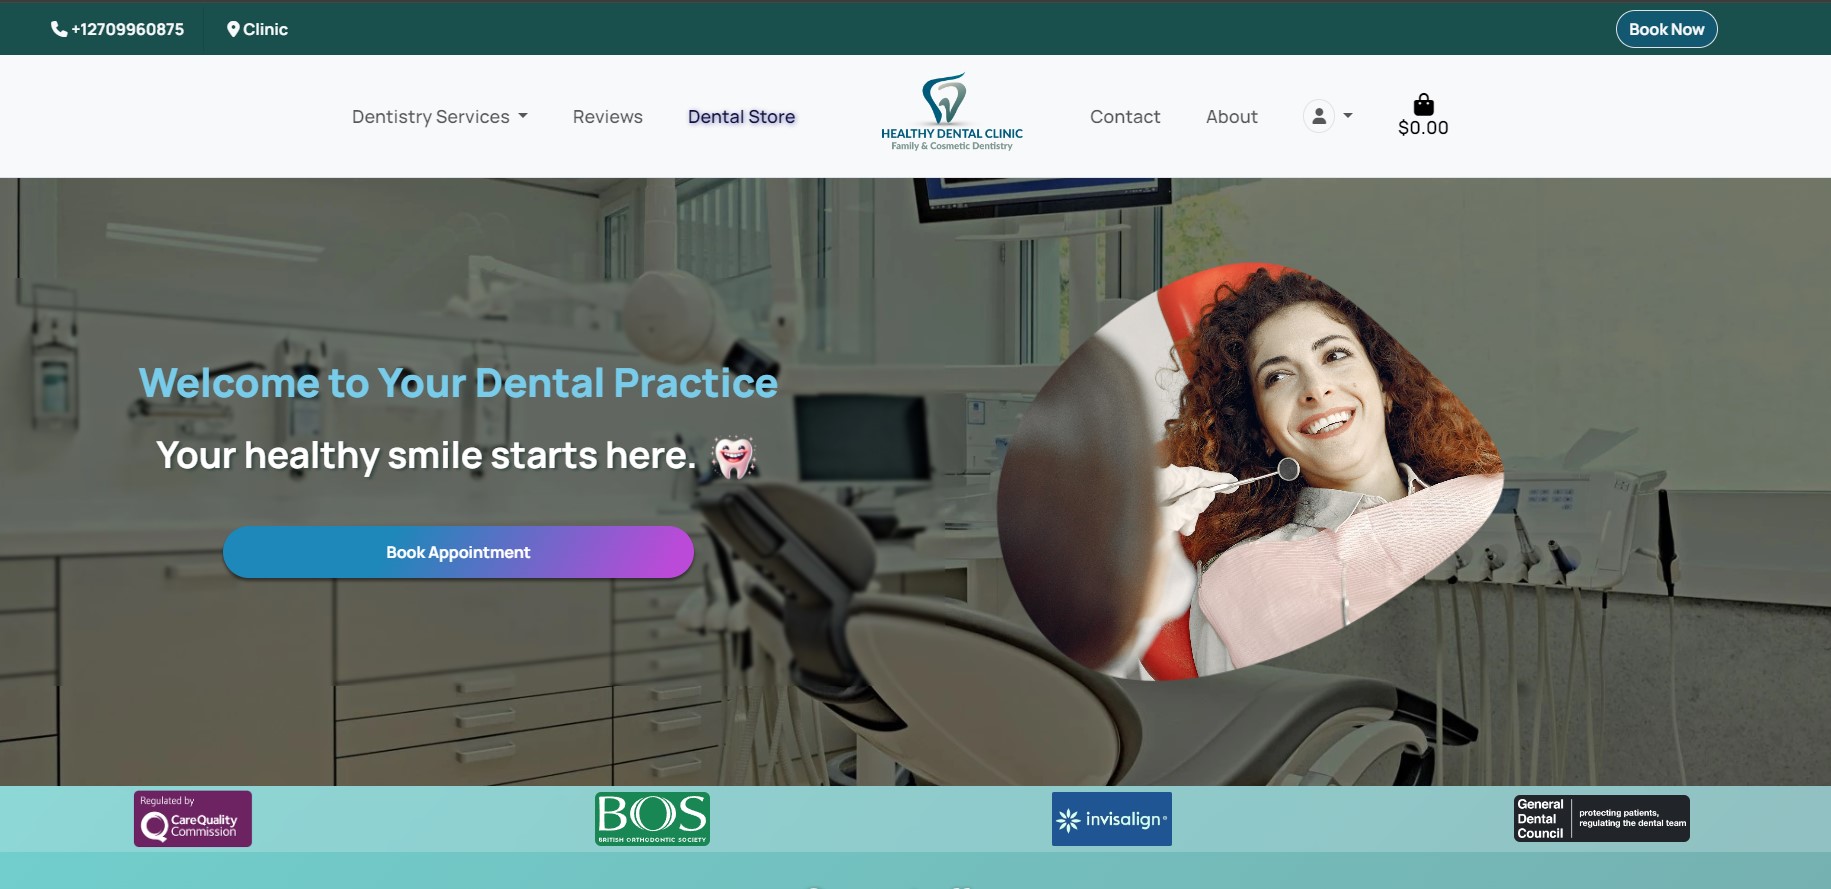 +12709960875
Clinic
Book Now
Dentistry Services
Reviews
Dental Store
HEALTHY DENTAL CLINIC
Family & Cosmetic Dentistry
Contact
About
$0.00
Welcome to Your Dental Practice
Your healthy smile starts here.
Book Appointment
Regulated by
CareQuality
Commission
BOS
BRITISH ORTHODONTIC SOCIETY
invisalign
General
Dental
Council
protecting patients,
regulating the dental team